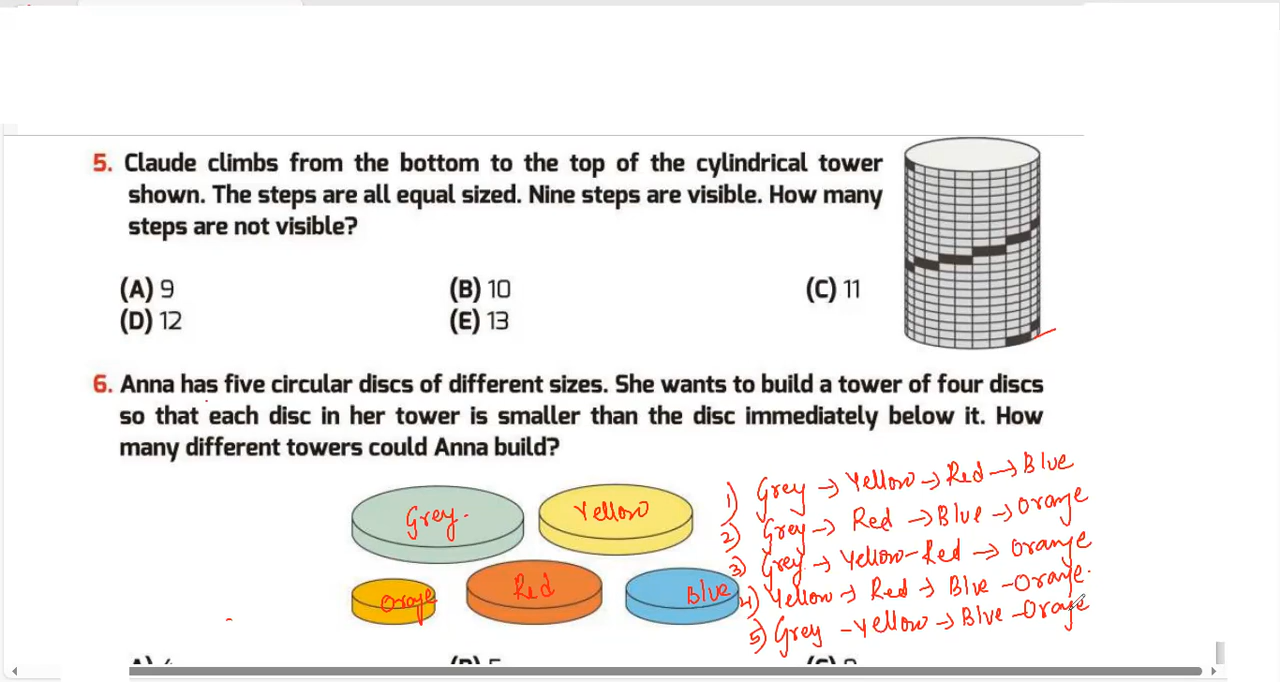 5. Claude climbs from the bottom to the top of the cylindrical tower
shown. The steps are all equal sized. Nine steps are visible. How many
steps are not visible?
(A) 9 (B) 10 (C) 11
(D) 12 (E) 13
6. Anna has five circular discs of different sizes. She wants to build a tower of four discs
so that each disc in her tower is smaller than the disc immediately below it. How
many different towers could Anna build?
Grey. Yellow
Oraye Red Blue
1) Grey → Yellow → Red → Blue
2) Grey → Red → Blue → Orange
3) Grey → Yellow - Red → Orange
4) Yellow → Red → Blue - Oraye.
5) Grey - Yellow → Blue - Oraye